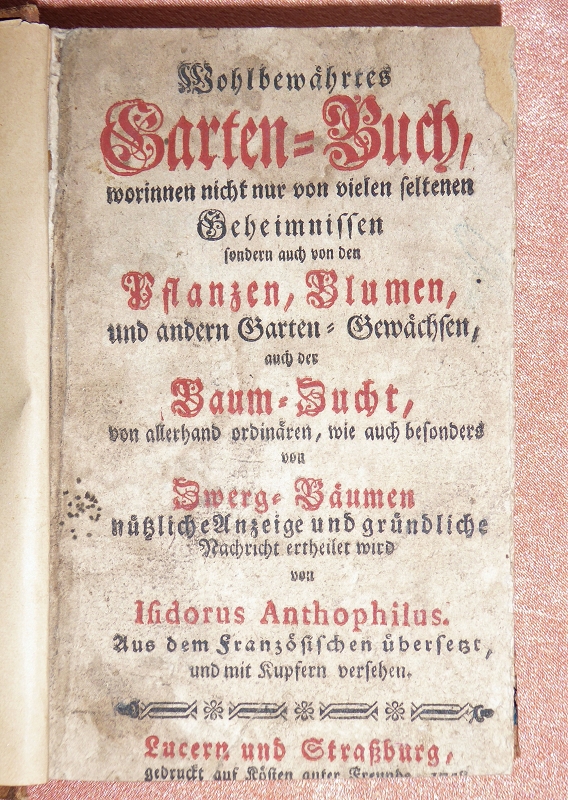 Wohlbewährtes
Garten=Buch,
worinnen nicht nur von vielen seltenen
Geheimnissen
sondern auch von den
Pflanzen, Blumen,
und andern Garten= Gewächsen,
auch der
Baum=Zucht,
von allerhand ordinären, wie auch besonders
von
Zwerg= Bäumen
nützliche Anzeige und gründliche
Nachricht ertheilet wird
von
Isidorus Anthophilus.
Aus dem Französischen übersetzt,
und mit Kupfern versehen.
Lucern und Straßburg,
gedruckt auf Kösten guter Freunde